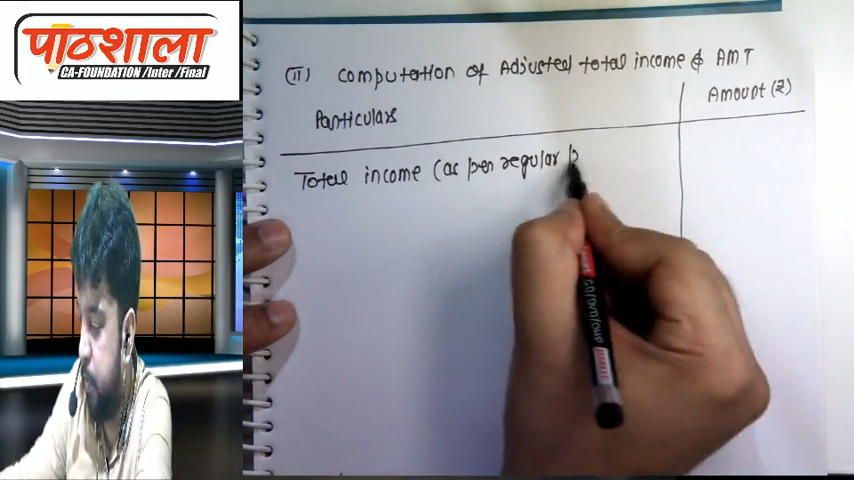 पाठशाला
CA-FOUNDATION/Inter/Final
(II) Computation of Adjusted total income & AMT
Particulars
Amount (₹)
Total income (as per regular p